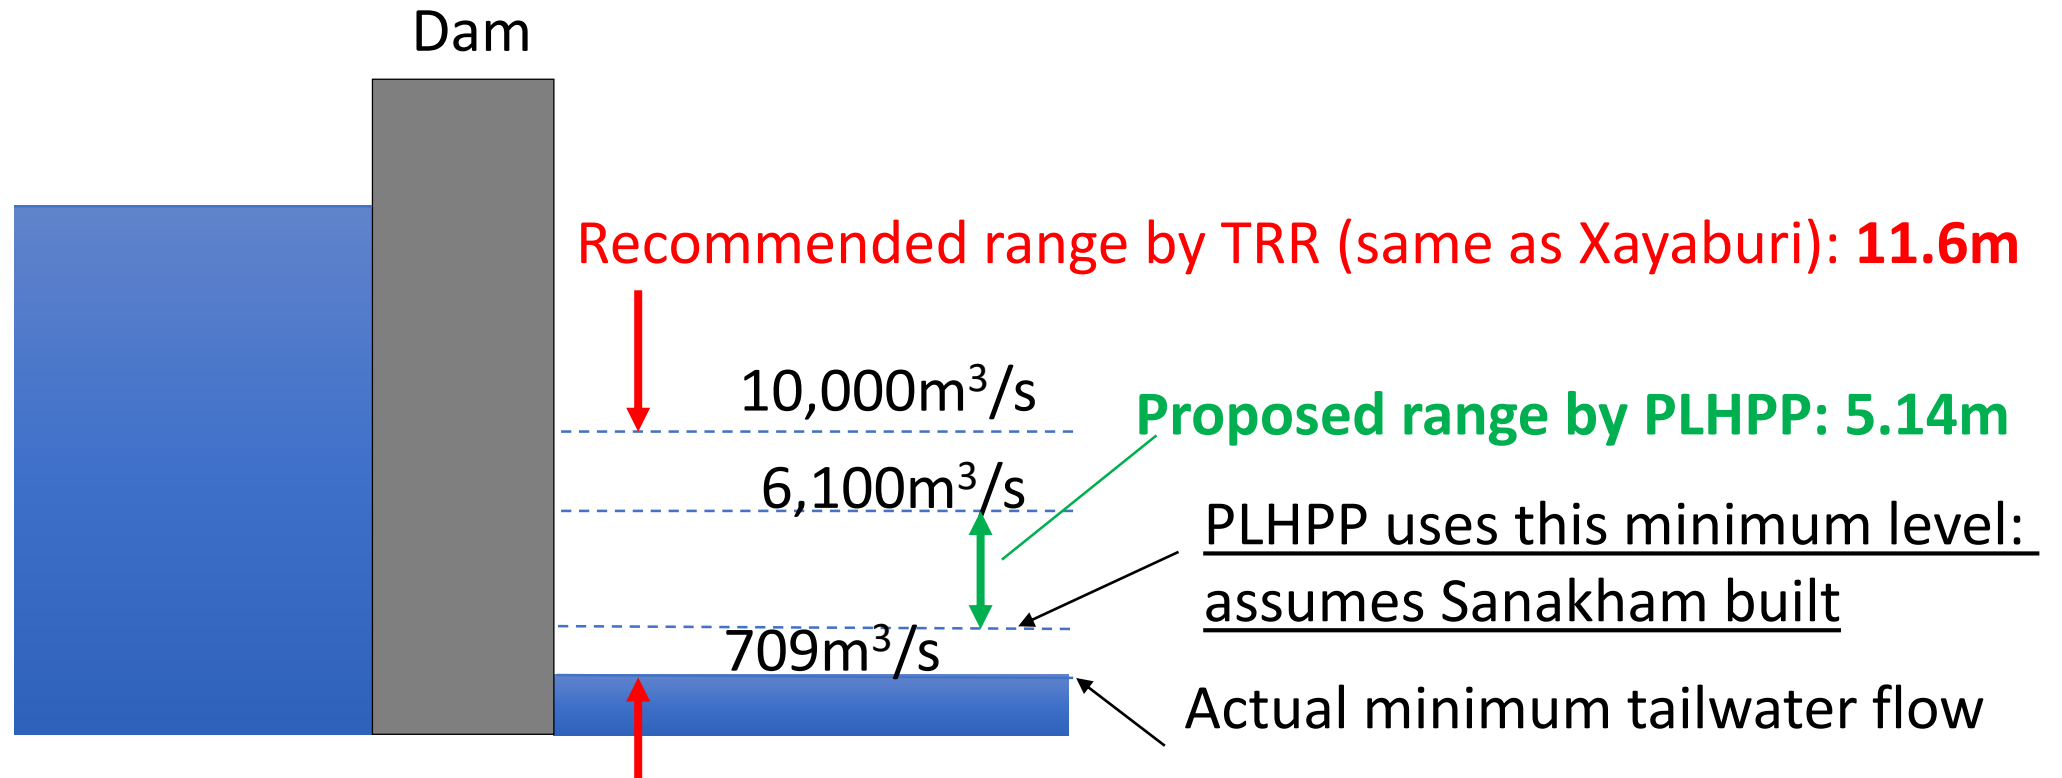 Dam
Recommended range by TRR (same as Xayaburi): 11.6m
10,000m³/s
Proposed range by PLHPP: 5.14m
6,100m³/s
PLHPP uses this minimum level:
assumes Sanakham built
709m³/s
Actual minimum tailwater flow